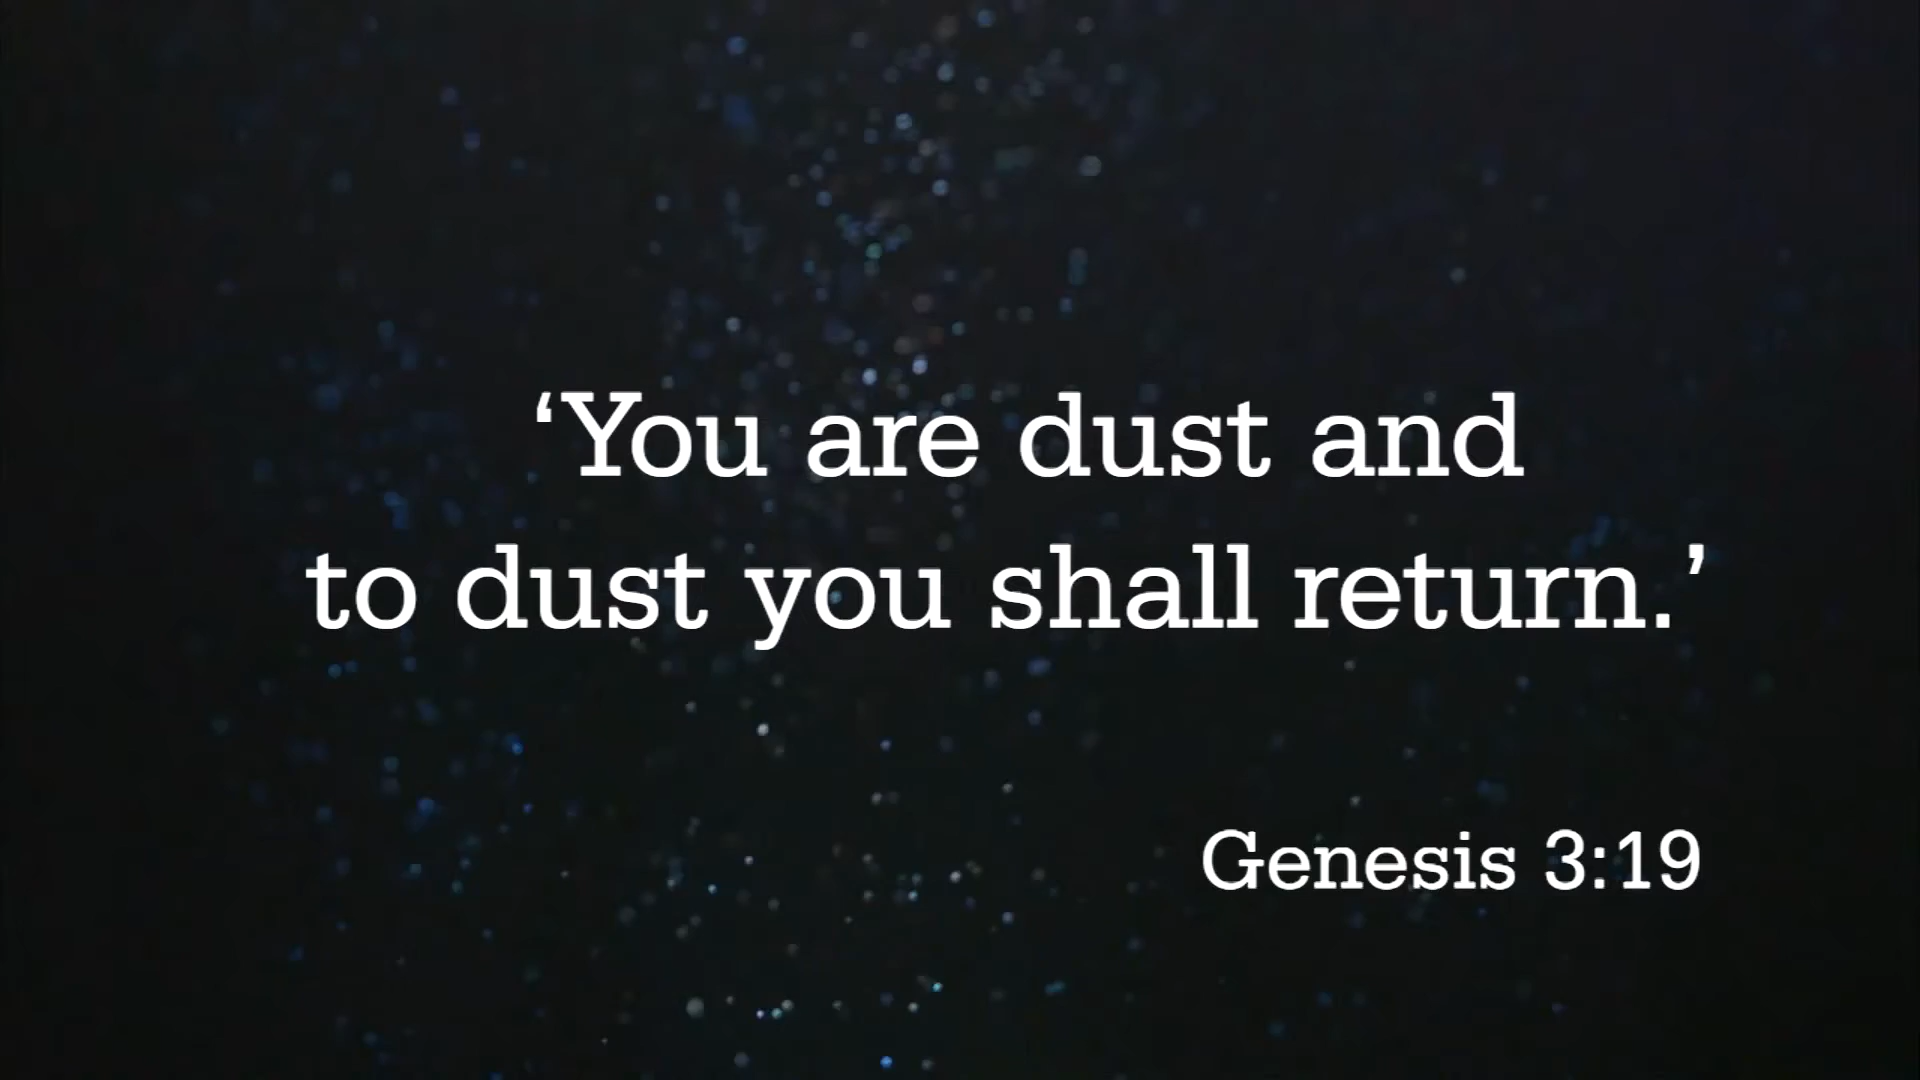 ‘You are dust and
to dust you shall return.’
Genesis 3:19